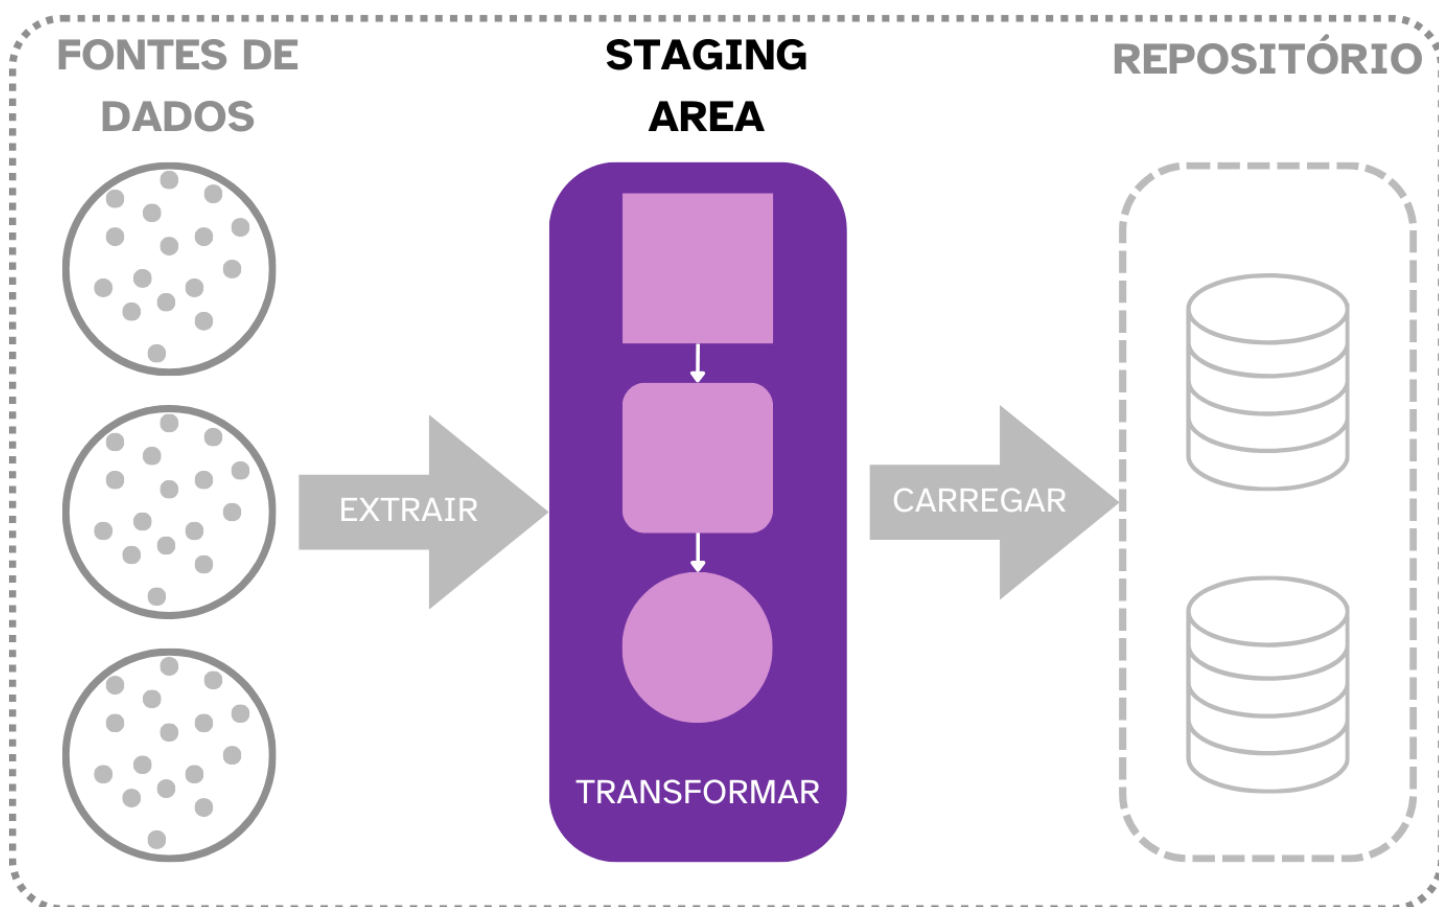 FONTES DE
DADOS
STAGING
AREA
REPOSITÓRIO
EXTRAIR
CARREGAR
TRANSFORMAR